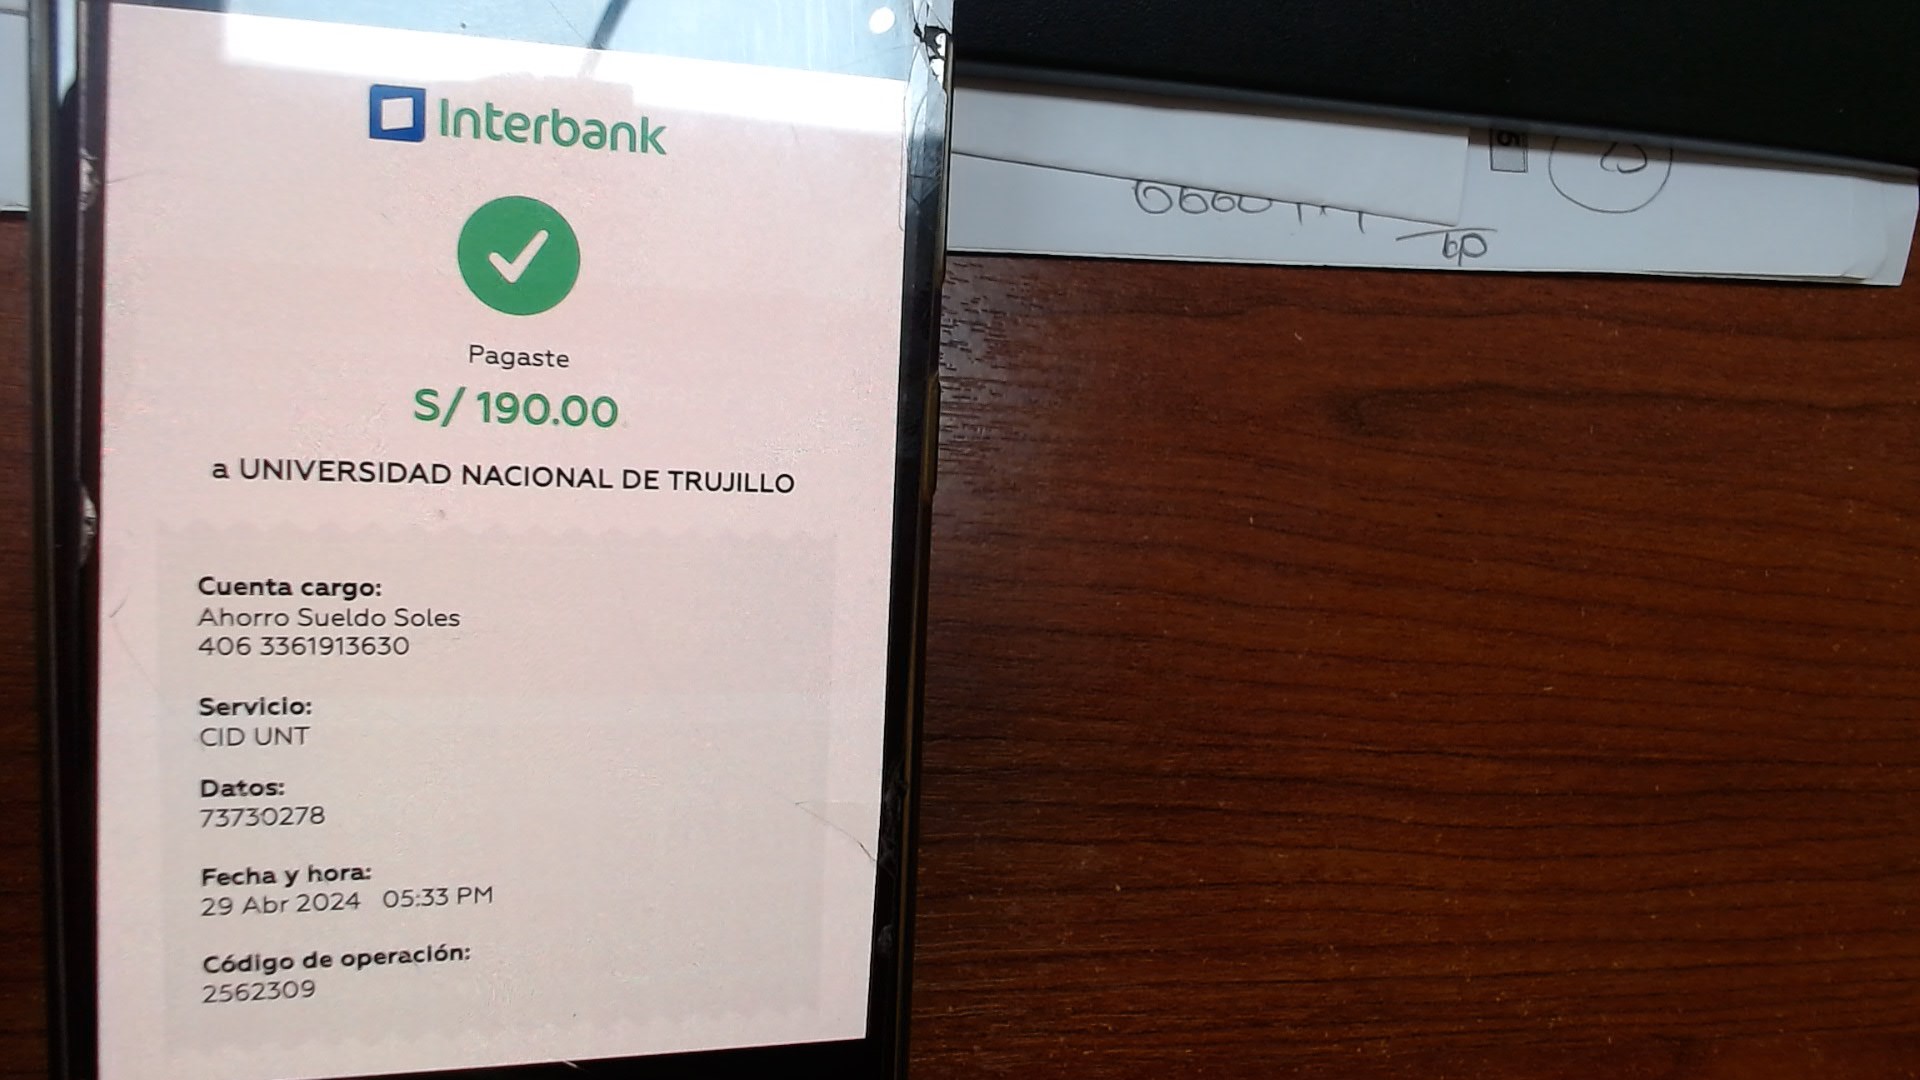 Interbank
Pagaste
S/ 190.00
a UNIVERSIDAD NACIONAL DE TRUJILLO
Cuenta cargo:
Ahorro Sueldo Soles
406 3361913630
Servicio:
CID UNT
Datos:
73730278
Fecha y hora:
29 Abr 2024 05:33 PM
Código de operación:
2562309